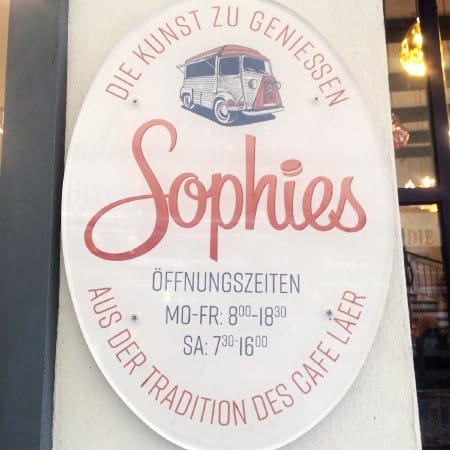 DIE KUNST ZU GENIESSEN
Sophies
ÖFFNUNGSZEITEN
MO-FR: 8⁰⁰-18³⁰
SA: 7³⁰-16⁰⁰
AUS DER TRADITION DES CAFE LAER
DIE